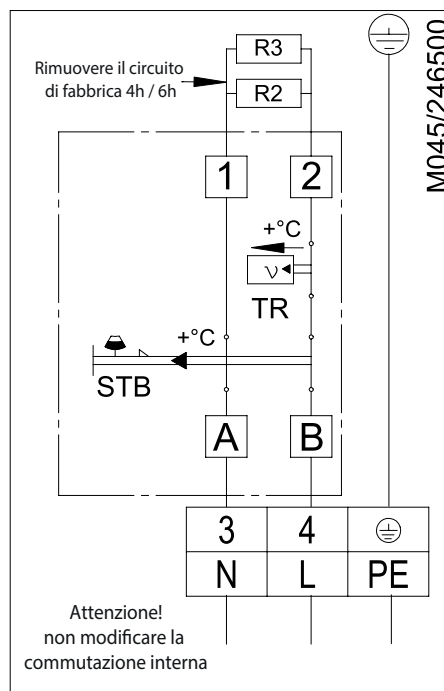 R3
Rimuovere il circuito
di fabbrica 4h / 6h
R2
M045/246500
1 2
+°C
TR
+°C
STB
A B
3 4
N L PE
Attenzione!
non modificare la
commutazione interna